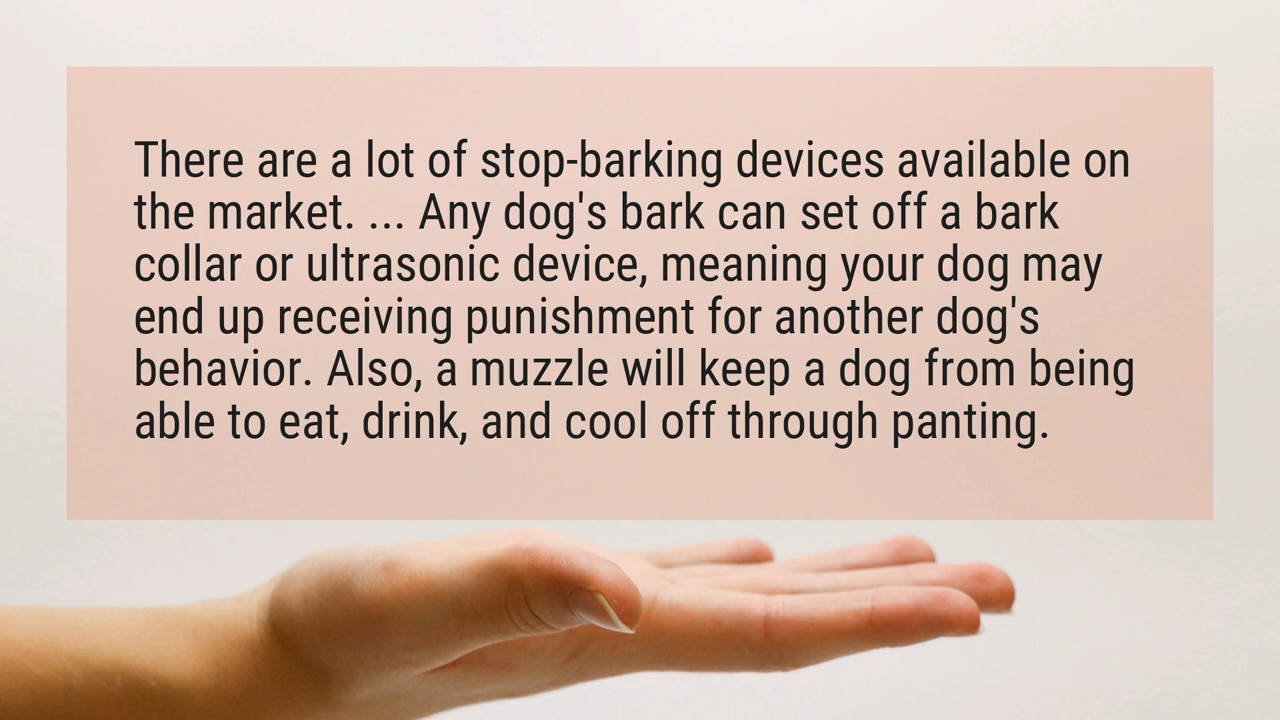 There are a lot of stop-barking devices available on
the market. ... Any dog's bark can set off a bark
collar or ultrasonic device, meaning your dog may
end up receiving punishment for another dog's
behavior. Also, a muzzle will keep a dog from being
able to eat, drink, and cool off through panting.